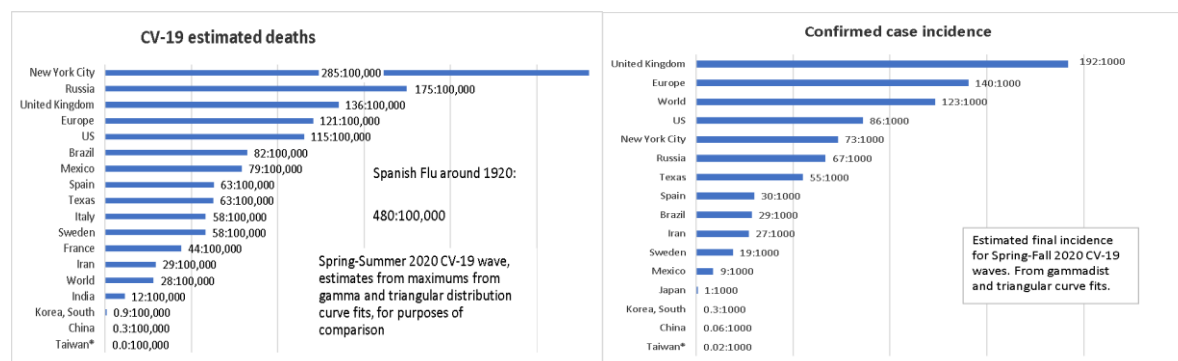 CV-19 estimated deaths
New York City 285:100,000
Russia 175:100,000
United Kingdom 136:100,000
Europe 121:100,000
US 115:100,000
Brazil 82:100,000
Mexico 79:100,000
Spain 63:100,000
Texas 63:100,000
Italy 58:100,000
Sweden 58:100,000
France 44:100,000
Iran 29:100,000
World 28:100,000
India 12:100,000
Korea, South 0.9:100,000
China 0.3:100,000
Taiwan* 0.0:100,000
Spanish Flu around 1920:
480:100,000
Spring-Summer 2020 CV-19 wave,
estimates from maximums from
gamma and triangular distribution
curve fits, for purposes of
comparison
Confirmed case incidence
United Kingdom 192:1000
Europe 140:1000
World 123:1000
US 86:1000
New York City 73:1000
Russia 67:1000
Texas 55:1000
Spain 30:1000
Brazil 29:1000
Iran 27:1000
Sweden 19:1000
Mexico 9:1000
Japan 1:1000
Korea, South 0.3:1000
China 0.06:1000
Taiwan* 0.02:1000
Estimated final incidence
for Spring-Fall 2020 CV-19
waves. From gammadist
and triangular curve fits.